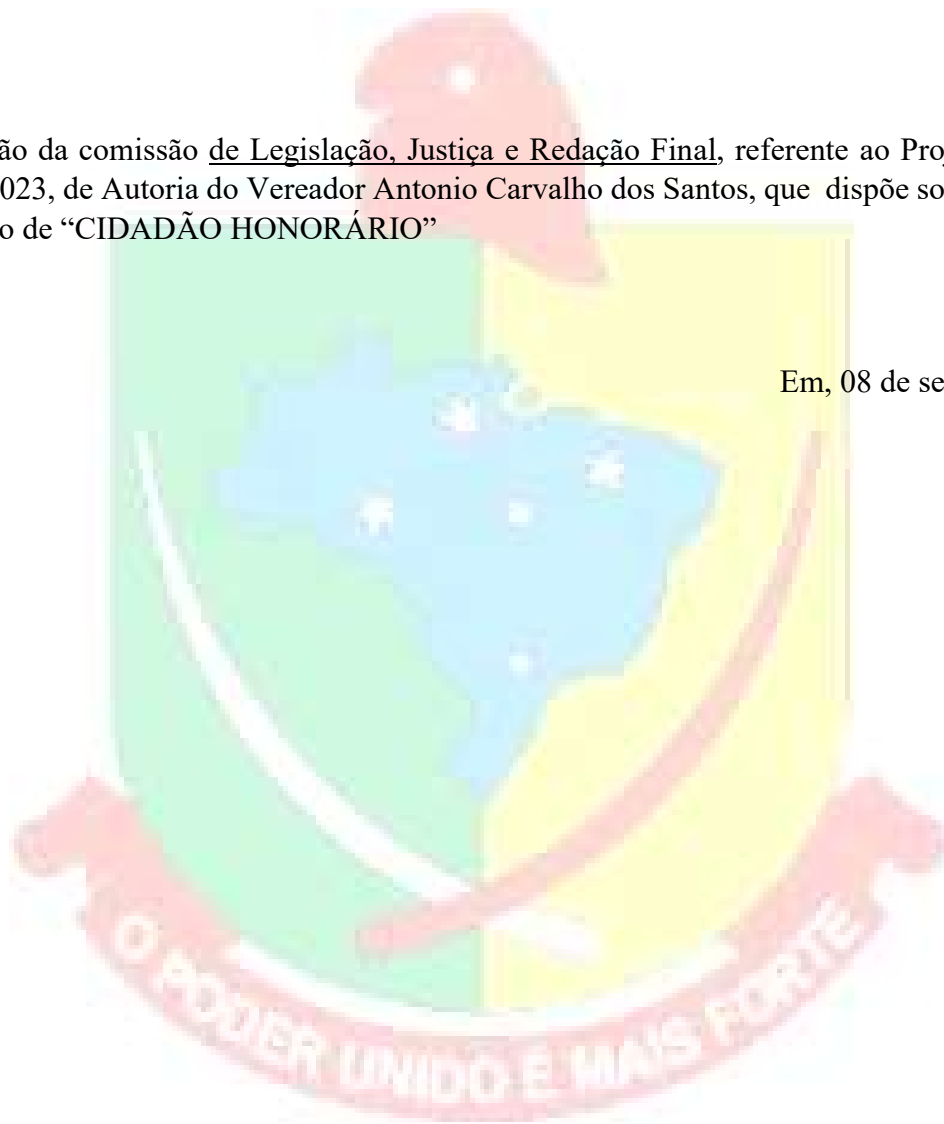 ão da comissão de Legislação, Justiça e Redação Final, referente ao Proj
023, de Autoria do Vereador Antonio Carvalho dos Santos, que dispõe so
o de “CIDADÃO HONORÁRIO”
Em, 08 de se
O PODER UNIDO É MAIS FORTE